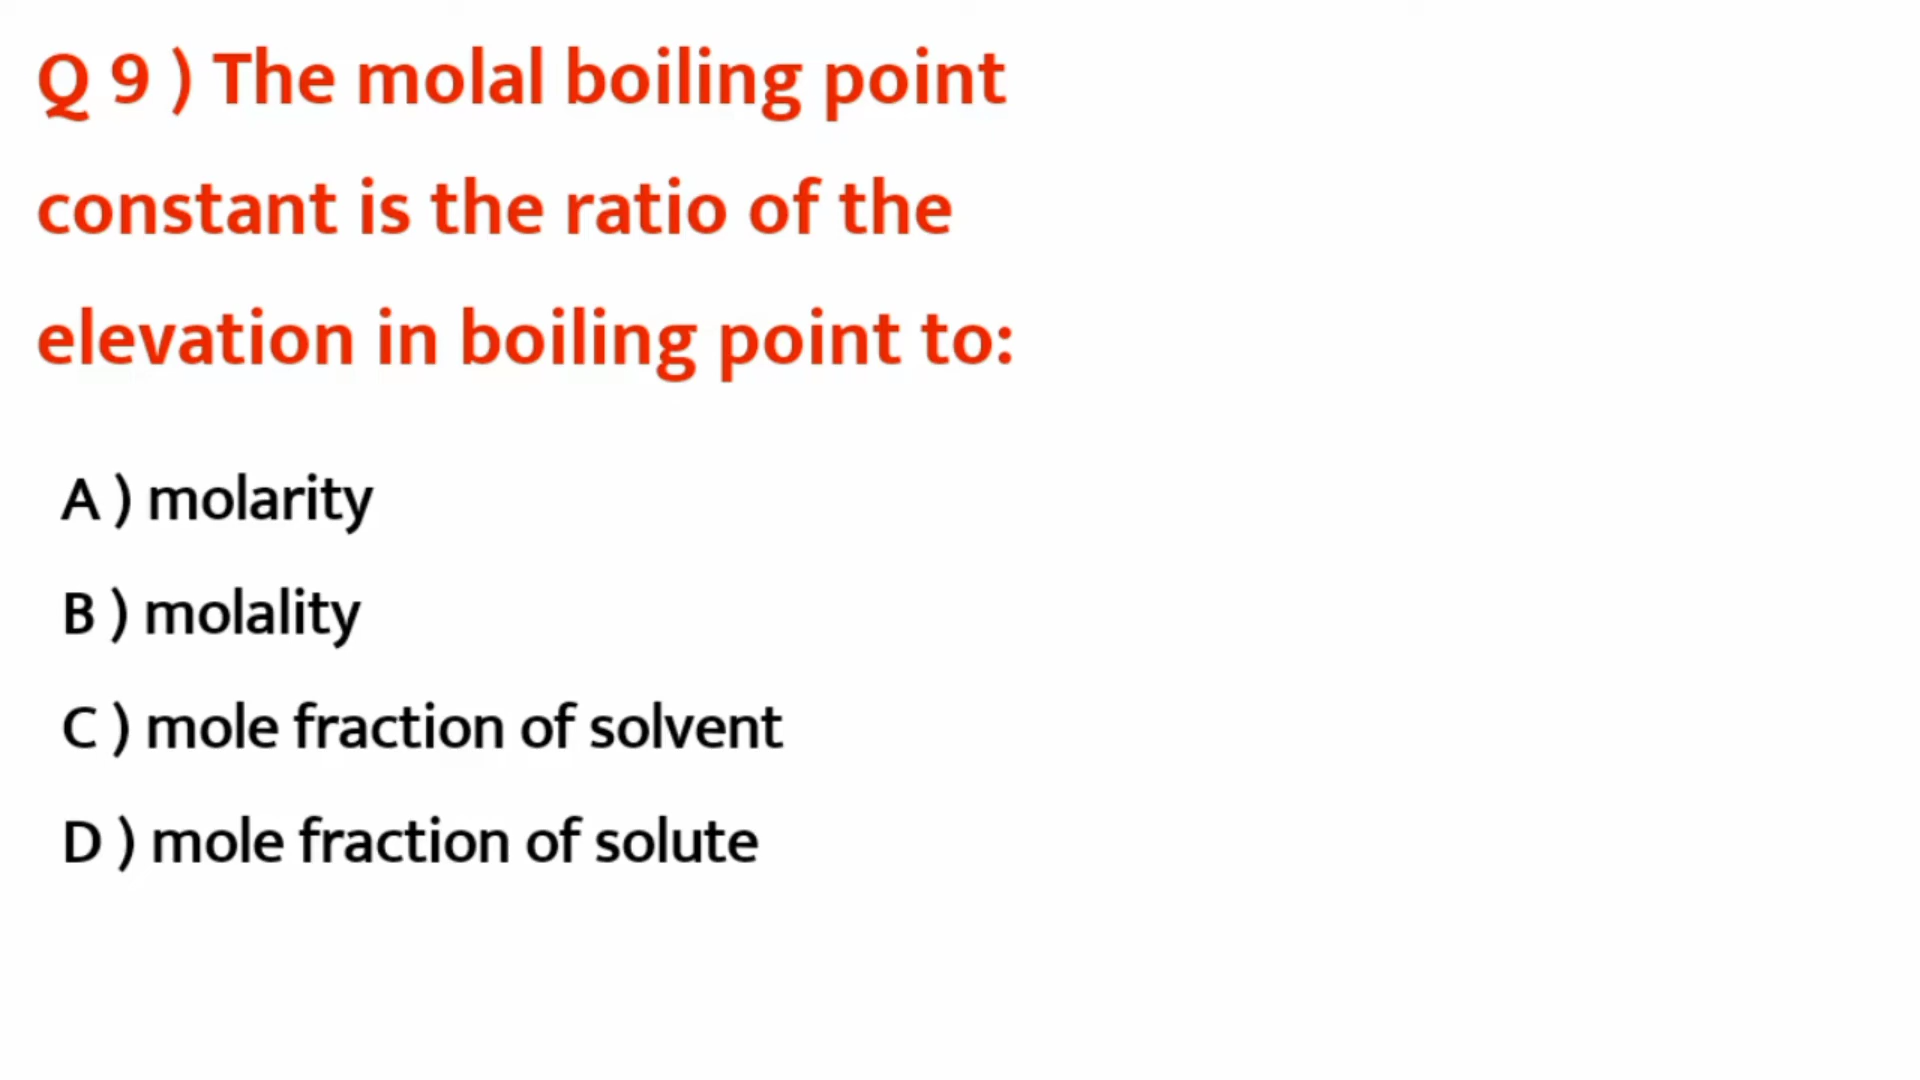 Q 9 ) The molal boiling point
constant is the ratio of the
elevation in boiling point to:
A ) molarity
B ) molality
C ) mole fraction of solvent
D ) mole fraction of solute